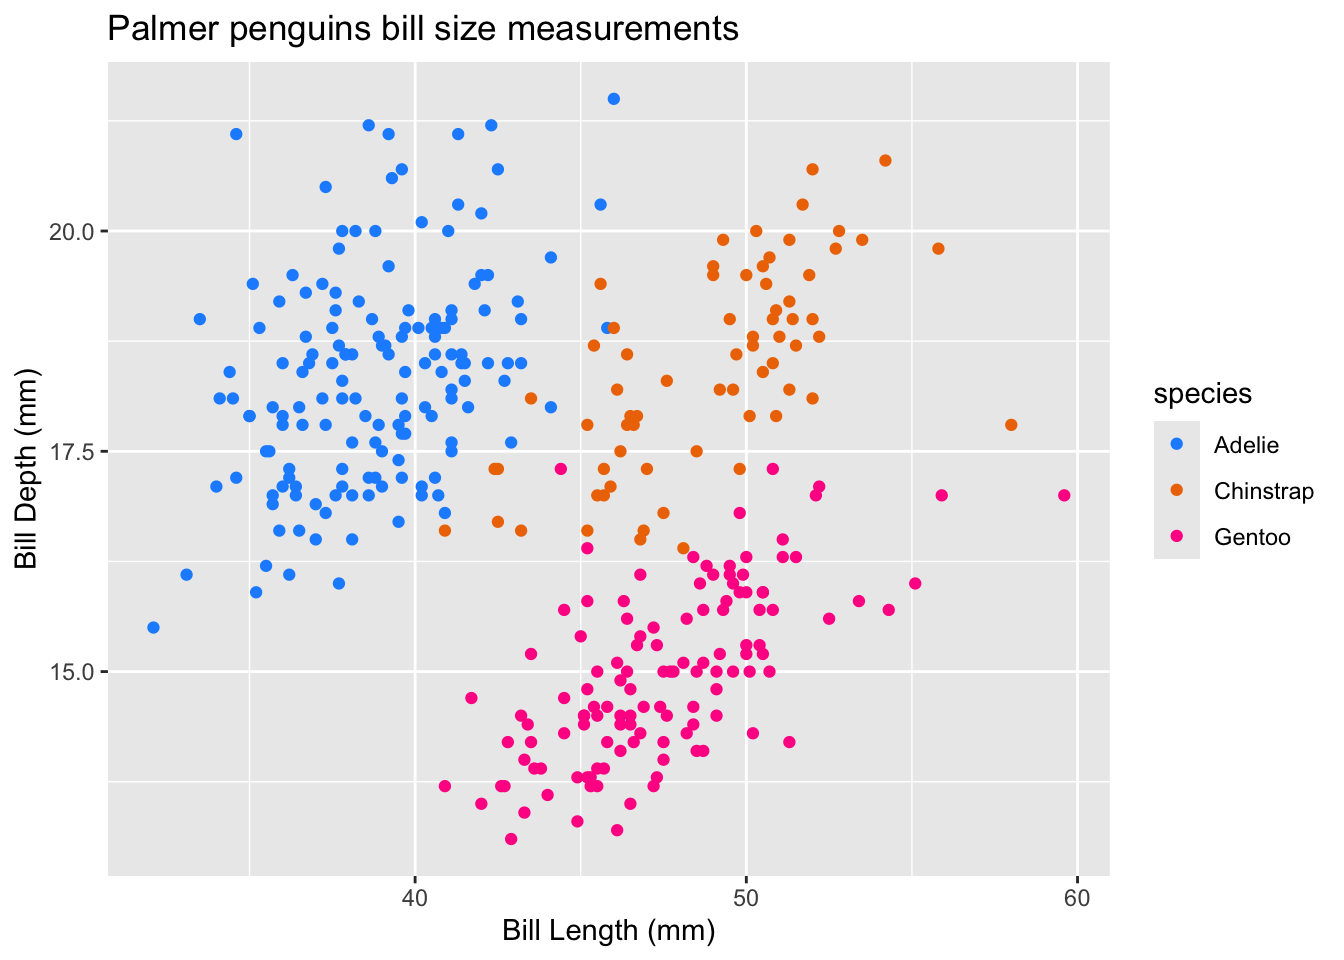 Palmer penguins bill size measurements
20.0
17.5
15.0
Bill Depth (mm)
40
50
60
Bill Length (mm)
species
Adelie
Chinstrap
Gentoo